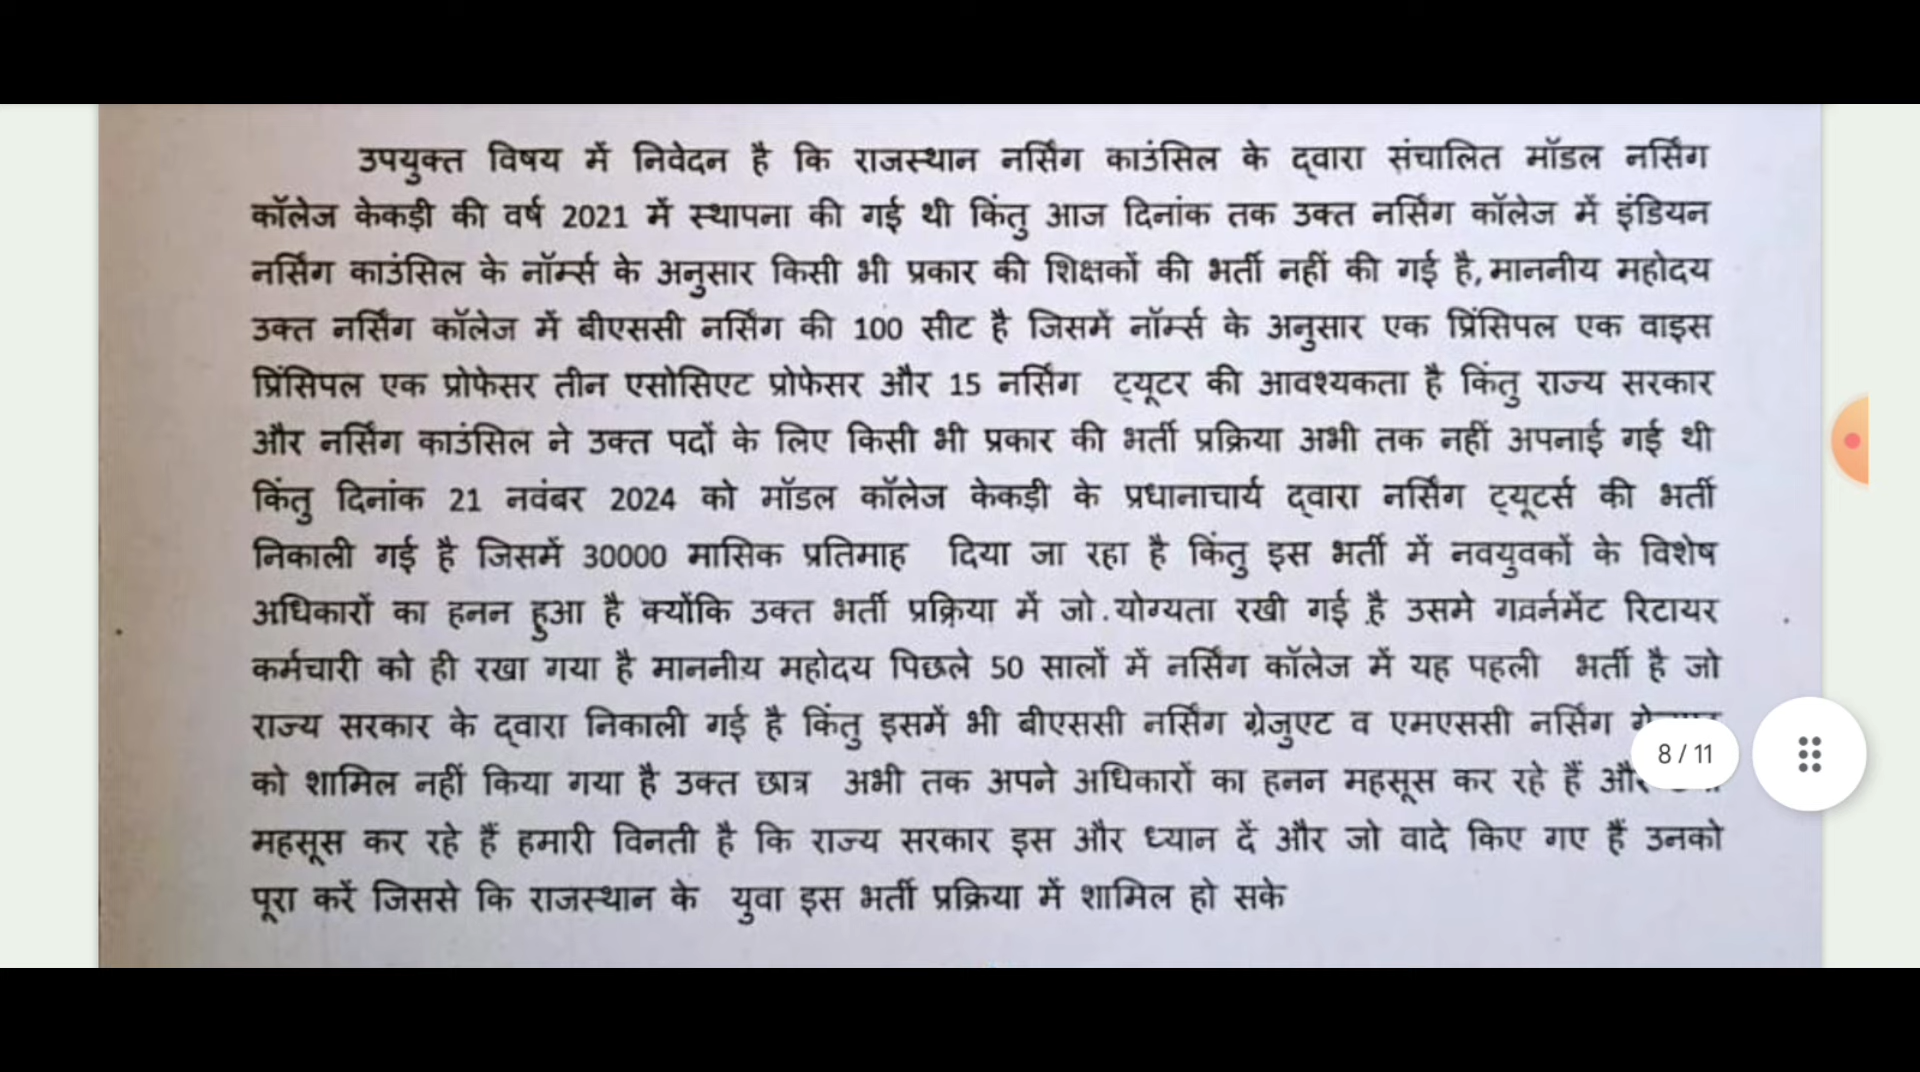 उपयुक्त विषय में निवेदन है कि राजस्थान नर्सिंग काउंसिल के द्वारा संचालित मॉडल नर्सिंग
कॉलेज केकड़ी की वर्ष 2021 में स्थापना की गई थी किंतु आज दिनांक तक उक्त नर्सिंग कॉलेज में इंडियन
नर्सिंग काउंसिल के नॉर्म्स के अनुसार किसी भी प्रकार की शिक्षकों की भर्ती नहीं की गई है, माननीय महोदय
उक्त नर्सिंग कॉलेज में बीएससी नर्सिंग की 100 सीट है जिसमें नॉर्म्स के अनुसार एक प्रिंसिपल एक वाइस
प्रिंसिपल एक प्रोफेसर तीन एसोसिएट प्रोफेसर और 15 नर्सिंग ट्यूटर की आवश्यकता है किंतु राज्य सरकार
और नर्सिंग काउंसिल ने उक्त पदों के लिए किसी भी प्रकार की भर्ती प्रक्रिया अभी तक नहीं अपनाई गई थी
किंतु दिनांक 21 नवंबर 2024 को मॉडल कॉलेज केकड़ी के प्रधानाचार्य द्वारा नर्सिंग ट्यूटर्स की भर्ती
निकाली गई है जिसमें 30000 मासिक प्रतिमाह दिया जा रहा है किंतु इस भर्ती में नवयुवकों के विशेष
अधिकारों का हनन हुआ है क्योंकि उक्त भर्ती प्रक्रिया में जो योग्यता रखी गई है उसमे गवर्नमेंट रिटायर
कर्मचारी को ही रखा गया है माननीय महोदय पिछले 50 सालों में नर्सिंग कॉलेज में यह पहली भर्ती है जो
राज्य सरकार के द्वारा निकाली गई है किंतु इसमें भी बीएससी नर्सिंग ग्रेजुएट व एमएससी नर्सिंग
को शामिल नहीं किया गया है उक्त छात्र अभी तक अपने अधिकारों का हनन महसूस कर रहे हैं और
महसूस कर रहे हैं हमारी विनती है कि राज्य सरकार इस और ध्यान दें और जो वादे किए गए हैं उनको
पूरा करें जिससे कि राजस्थान के युवा इस भर्ती प्रक्रिया में शामिल हो सके
8 / 11